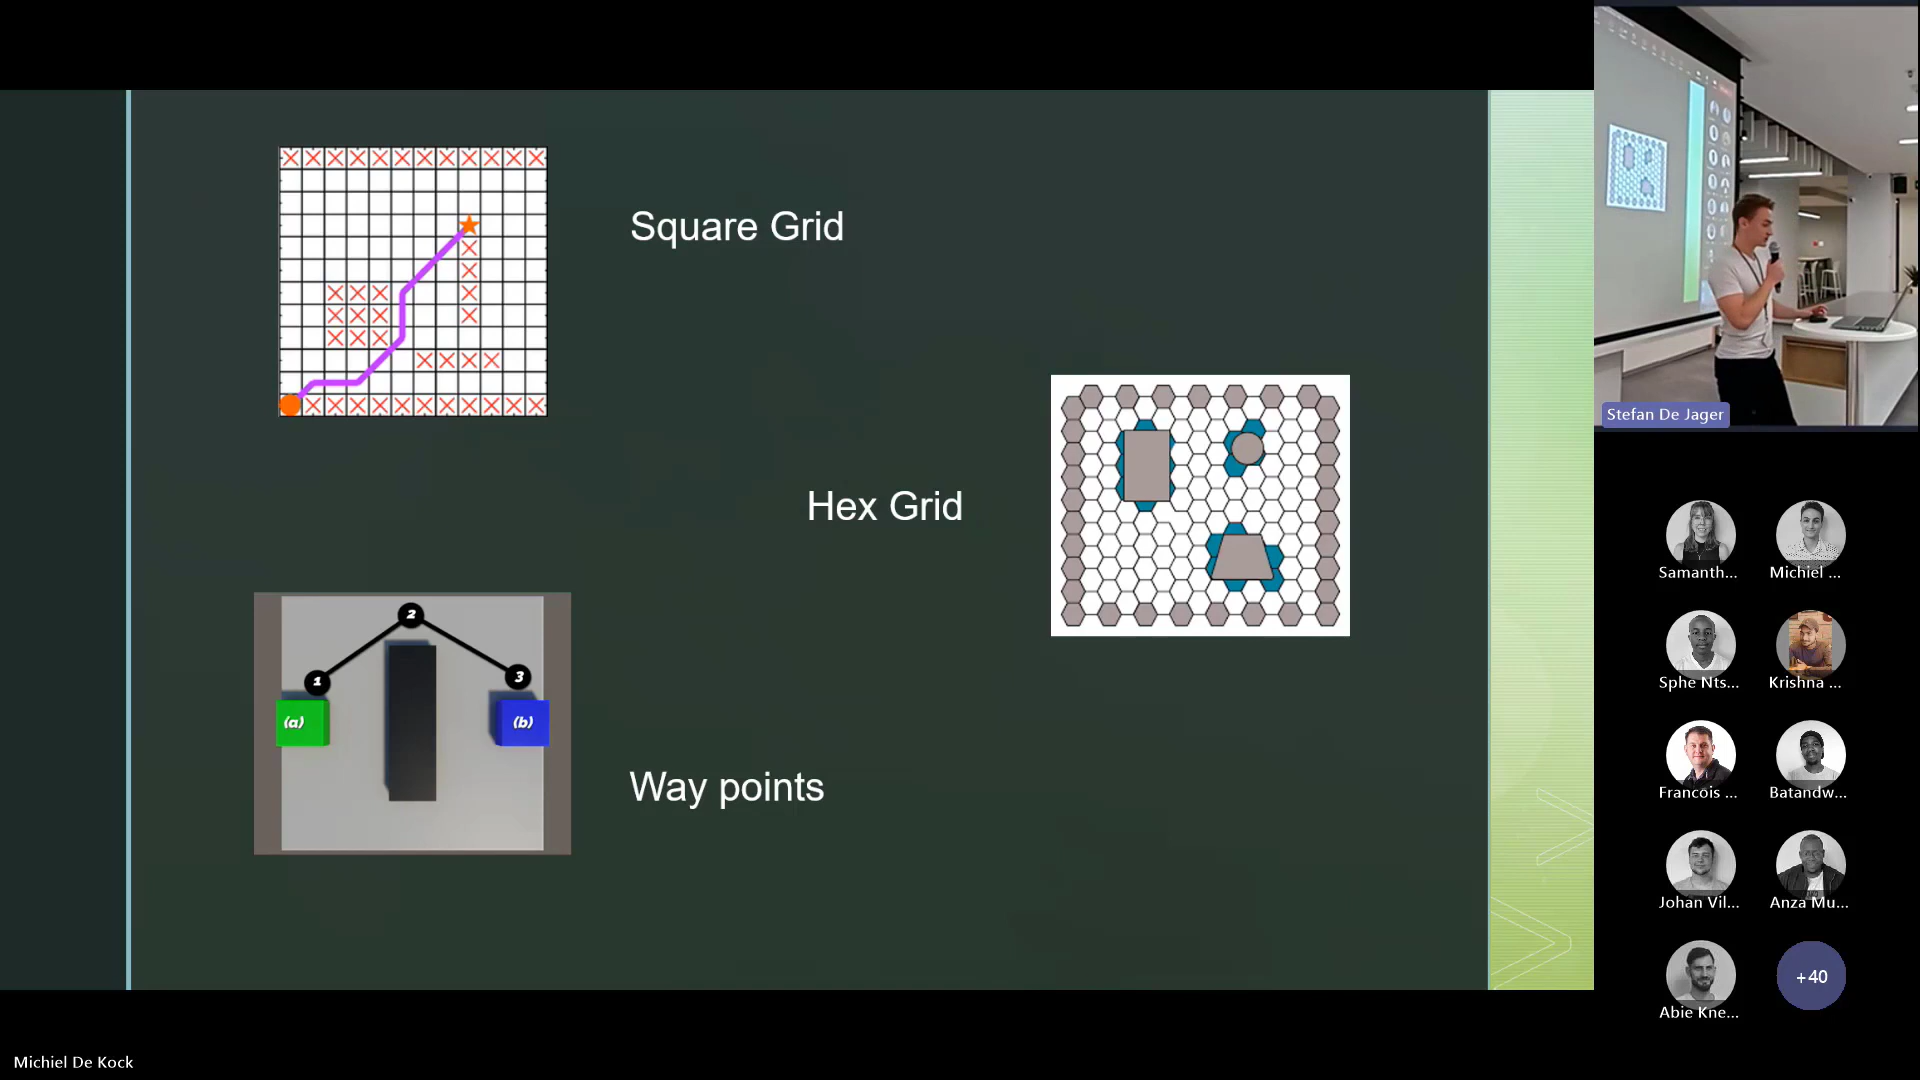 Square Grid
Hex Grid
2
1
3
(a)
(b)
Way points
Stefan De Jager
Samanth...
Michiel ...
Sphe Nts...
Krishna ...
Francois ...
Batandw...
Johan Vil...
Anza Mu...
Abie Kne...
+40
Michiel De Kock